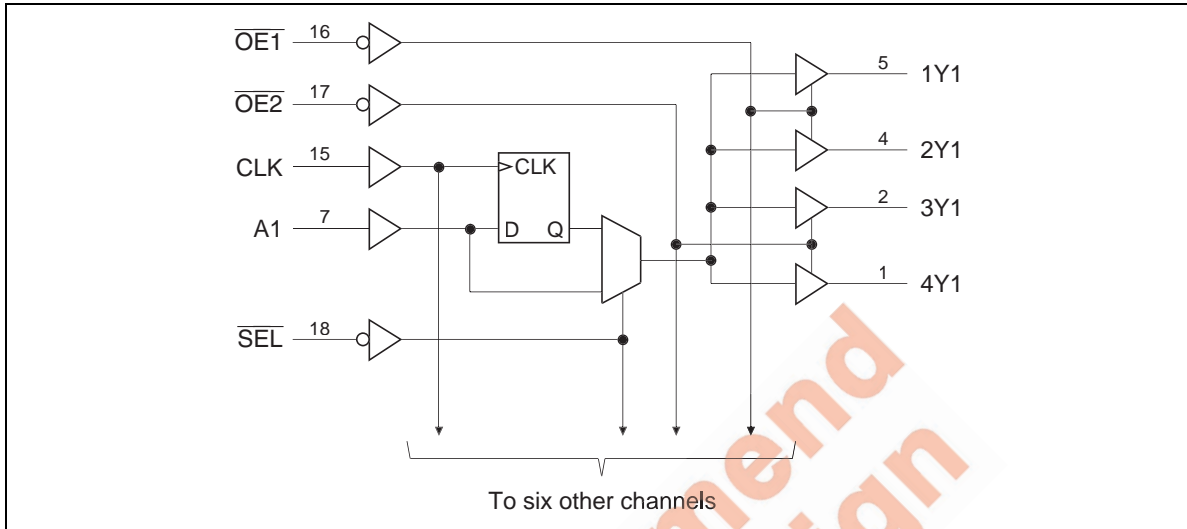 OE1 16
OE2 17
CLK 15
A1 7
SEL 18
CLK
D Q
5 1Y1
4 2Y1
2 3Y1
1 4Y1
To six other channels